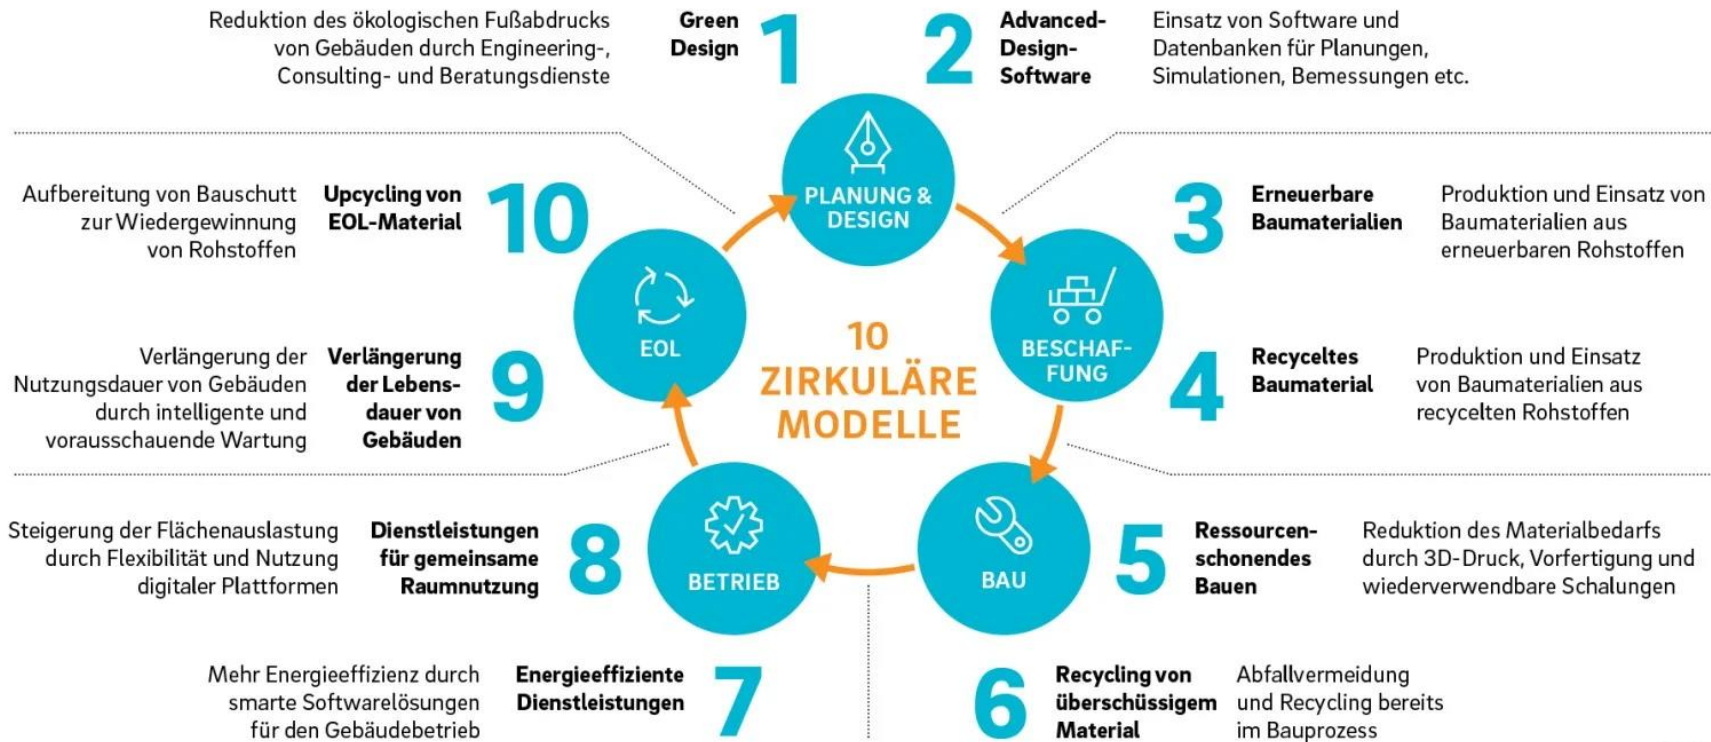 Reduktion des ökologischen Fußabdrucks
von Gebäuden durch Engineering-,
Consulting- und Beratungsdienste
Green
Design
1
2
Advanced-
Design-
Software
Einsatz von Software und
Datenbanken für Planungen,
Simulationen, Bemessungen etc.
PLANUNG &
DESIGN
3
Erneuerbare
Baumaterialien
Produktion und Einsatz von
Baumaterialien aus
erneuerbaren Rohstoffen
BESCHAF-
FUNG
4
Recyceltes
Baumaterial
Produktion und Einsatz
von Baumaterialien aus
recycelten Rohstoffen
10
ZIRKULÄRE
MODELLE
5
Ressourcen-
schonendes
Bauen
Reduktion des Materialbedarfs
durch 3D-Druck, Vorfertigung und
wiederverwendbare Schalungen
BAU
6
Recycling von
überschüssigem
Material
Abfallvermeidung
und Recycling bereits
im Bauprozess
Mehr Energieeffizienz durch
smarte Softwarelösungen
für den Gebäudebetrieb
Energieeffiziente
Dienstleistungen
7
BETRIEB
Steigerung der Flächenauslastung
durch Flexibilität und Nutzung
digitaler Plattformen
Dienstleistungen
für gemeinsame
Raumnutzung
8
Verlängerung der
Nutzungsdauer von Gebäuden
durch intelligente und
vorausschauende Wartung
Verlängerung
der Lebens-
dauer von
Gebäuden
9
EOL
Aufbereitung von Bauschutt
zur Wiedergewinnung
von Rohstoffen
Upcycling von
EOL-Material
10